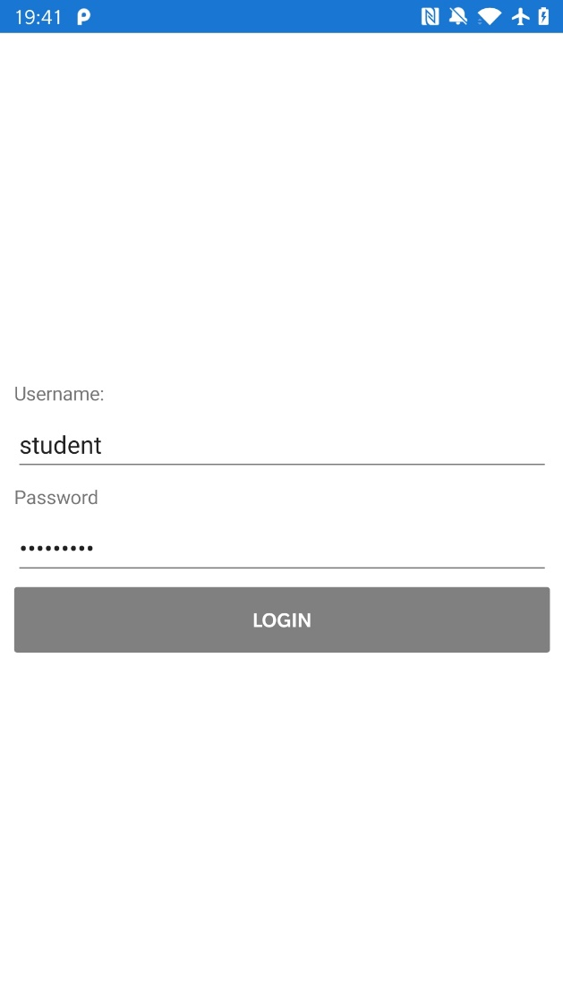 19:41
Username:
student
Password
•••••••••
LOGIN